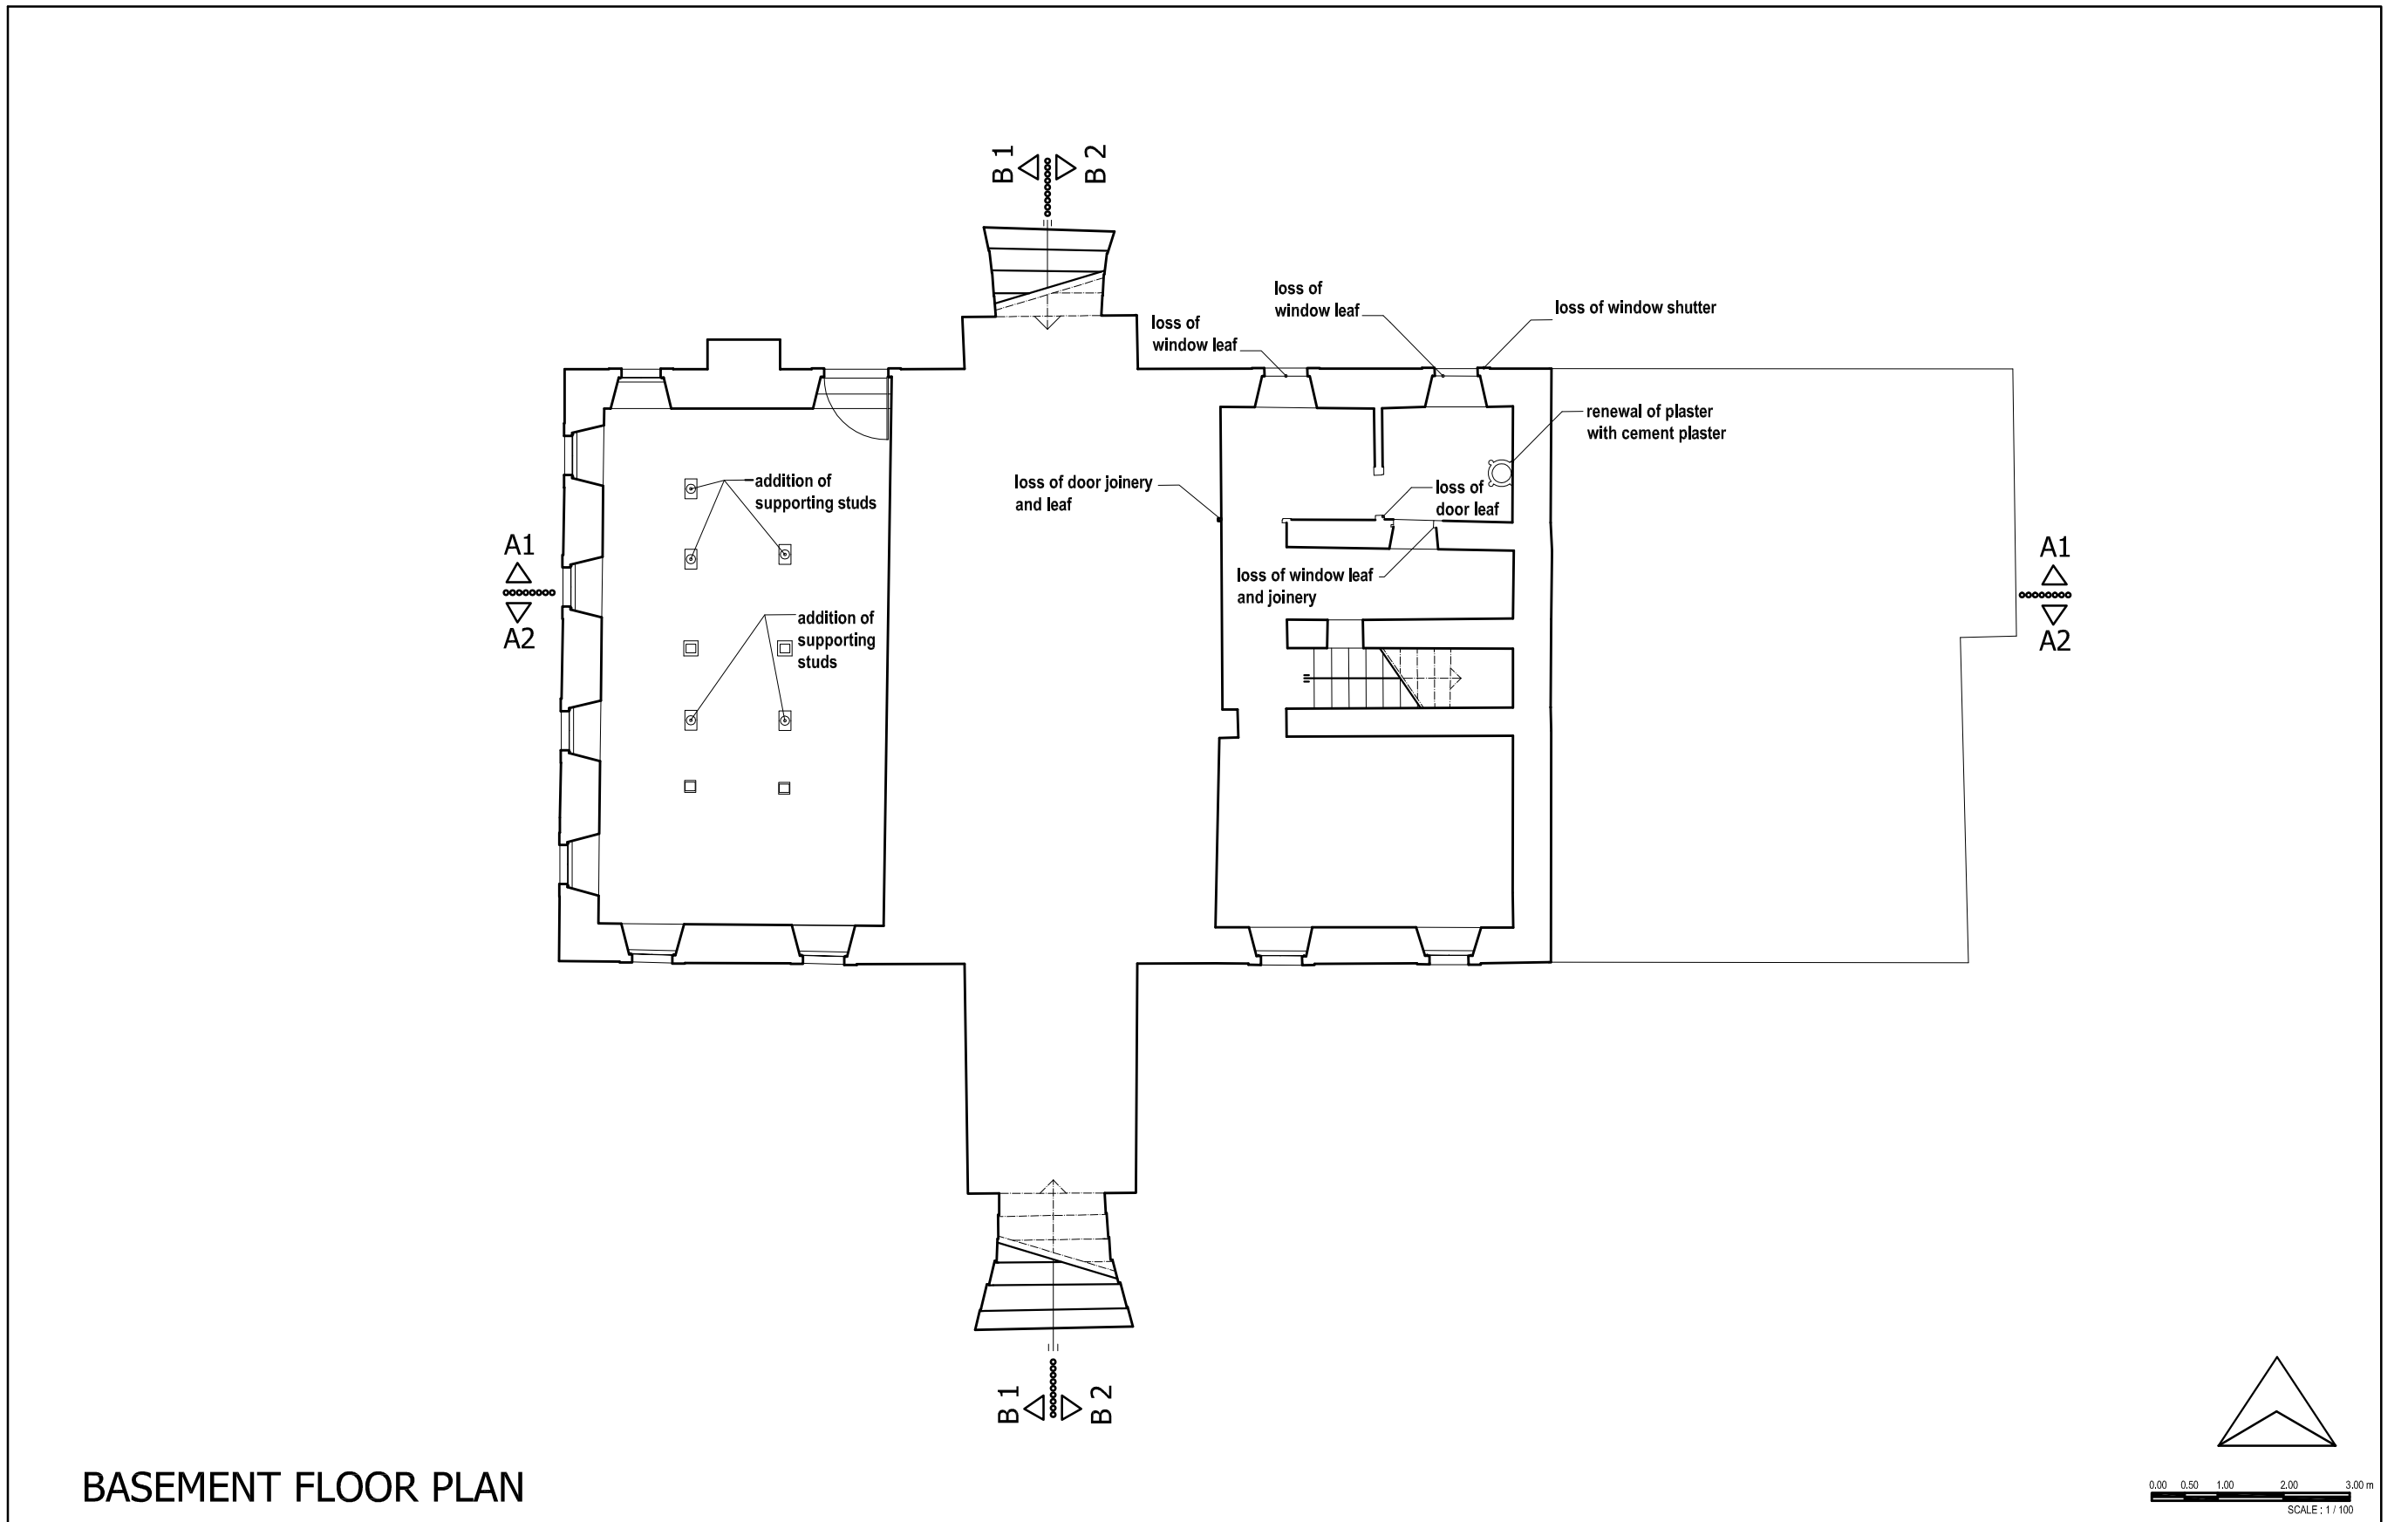 B 1
B 2
loss of
window leaf
loss of
window leaf
loss of window shutter
renewal of plaster
with cement plaster
addition of
supporting studs
loss of door joinery
and leaf
loss of
door leaf
A1
A2
A1
A2
loss of window leaf
and joinery
addition of
supporting
studs
B 1
B 2
BASEMENT FLOOR PLAN
0.00 0.50 1.00 2.00 3.00 m
SCALE : 1 / 100